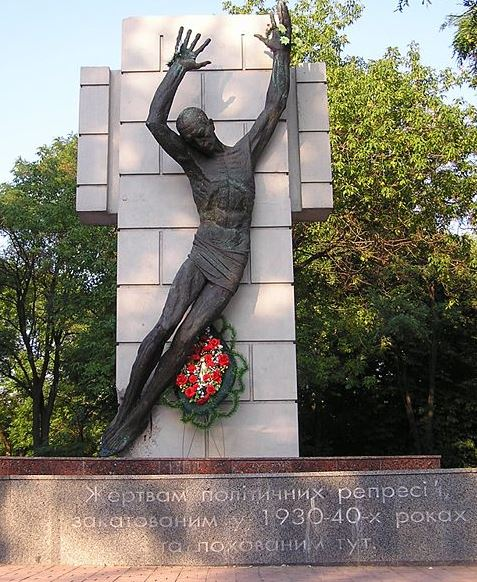 Жертвам політичних репресій,
закатованим у 1930-40-х роках
та похованим тут.